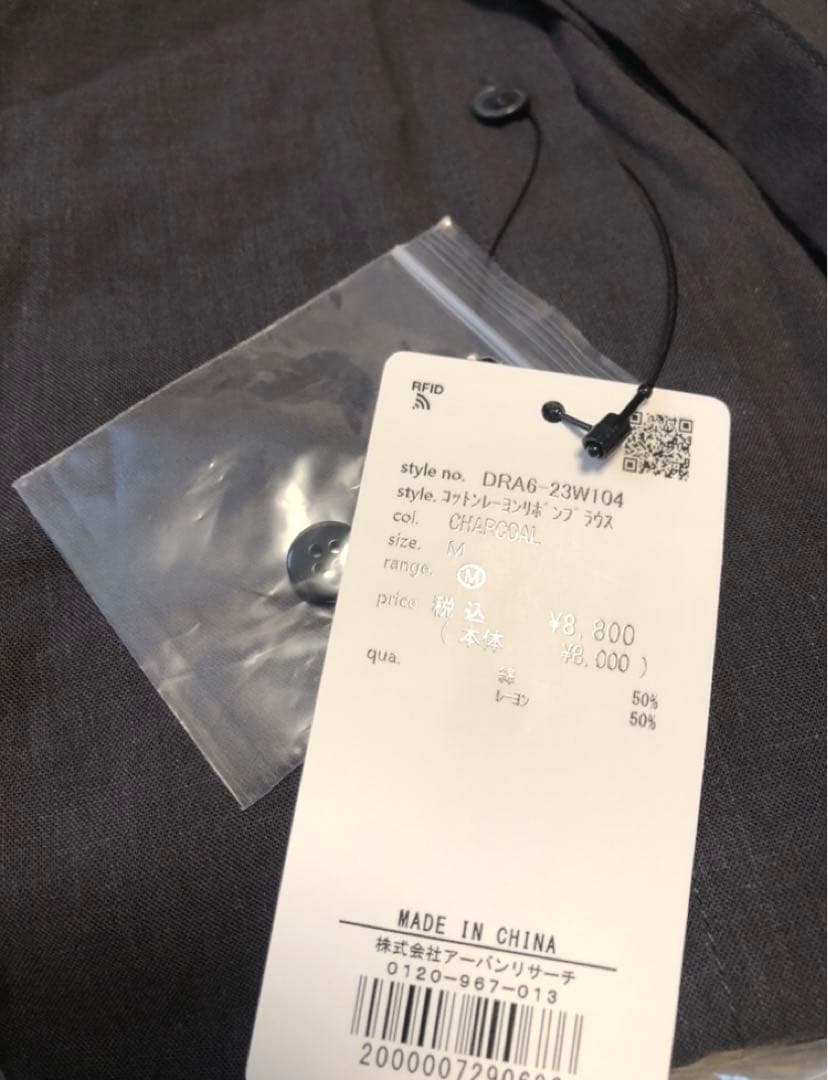 RFID
style no. DRA6-23W104
style. コットンレーヨンリボンブラウス
col. CHARCOAL
size. M
range. M
price 税込 ¥8,800
(本体 ¥8,000)
qua.
綿 50%
レーヨン 50%
MADE IN CHINA
株式会社アーバンリサーチ
0120-967-013